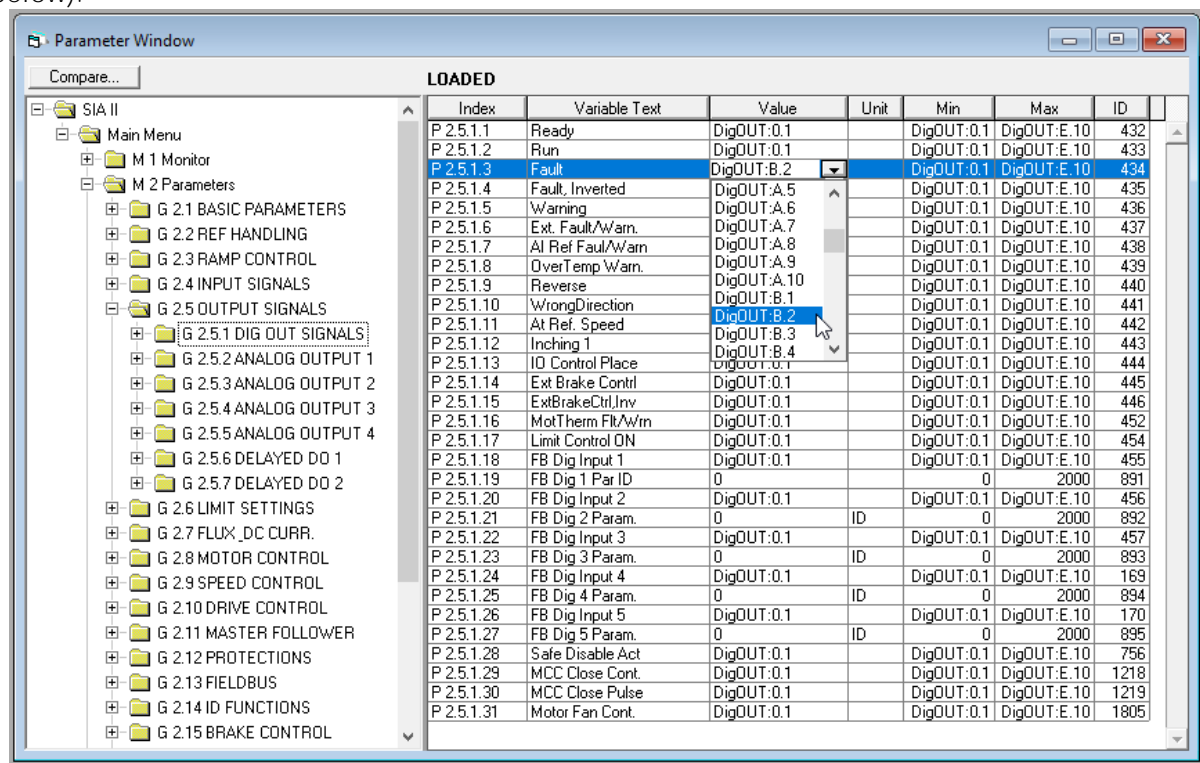 below).
Parameter Window
Compare... LOADED
SIA II
Main Menu
M 1 Monitor
M 2 Parameters
G 2.1 BASIC PARAMETERS
G 2.2 REF HANDLING
G 2.3 RAMP CONTROL
G 2.4 INPUT SIGNALS
G 2.5 OUTPUT SIGNALS
G 2.5.1 DIG OUT SIGNALS
G 2.5.2 ANALOG OUTPUT 1
G 2.5.3 ANALOG OUTPUT 2
G 2.5.4 ANALOG OUTPUT 3
G 2.5.5 ANALOG OUTPUT 4
G 2.5.6 DELAYED DO 1
G 2.5.7 DELAYED DO 2
G 2.6 LIMIT SETTINGS
G 2.7 FLUX_DC CURR.
G 2.8 MOTOR CONTROL
G 2.9 SPEED CONTROL
G 2.10 DRIVE CONTROL
G 2.11 MASTER FOLLOWER
G 2.12 PROTECTIONS
G 2.13 FIELDBUS
G 2.14 ID FUNCTIONS
G 2.15 BRAKE CONTROL
Index Variable Text Value Unit Min Max ID
P 2.5.1.1 Ready DigOUT:0.1 DigOUT:0.1 DigOUT:E.10 432
P 2.5.1.2 Run DigOUT:0.1 DigOUT:0.1 DigOUT:E.10 433
P 2.5.1.3 Fault DigOUT:B.2 DigOUT:0.1 DigOUT:E.10 434
P 2.5.1.4 Fault, Inverted DigOUT:0.1 DigOUT:E.10 435
P 2.5.1.5 Warning DigOUT:0.1 DigOUT:E.10 436
P 2.5.1.6 Ext. Fault/Warn. DigOUT:0.1 DigOUT:E.10 437
P 2.5.1.7 AI Ref Faul/Warn DigOUT:0.1 DigOUT:E.10 438
P 2.5.1.8 OverTemp Warn. DigOUT:0.1 DigOUT:E.10 439
P 2.5.1.9 Reverse DigOUT:0.1 DigOUT:E.10 440
P 2.5.1.10 WrongDirection DigOUT:0.1 DigOUT:E.10 441
P 2.5.1.11 At Ref. Speed DigOUT:0.1 DigOUT:E.10 442
P 2.5.1.12 Inching 1 DigOUT:0.1 DigOUT:E.10 443
P 2.5.1.13 IO Control Place DigOUT:0.1 DigOUT:0.1 DigOUT:E.10 444
P 2.5.1.14 Ext Brake Contrl DigOUT:0.1 DigOUT:0.1 DigOUT:E.10 445
P 2.5.1.15 ExtBrakeCtrl,Inv DigOUT:0.1 DigOUT:0.1 DigOUT:E.10 446
P 2.5.1.16 MotTherm Flt/Wrn DigOUT:0.1 DigOUT:0.1 DigOUT:E.10 452
P 2.5.1.17 Limit Control ON DigOUT:0.1 DigOUT:0.1 DigOUT:E.10 454
P 2.5.1.18 FB Dig Input 1 DigOUT:0.1 DigOUT:0.1 DigOUT:E.10 455
P 2.5.1.19 FB Dig 1 Par ID 0 0 2000 891
P 2.5.1.20 FB Dig Input 2 DigOUT:0.1 DigOUT:0.1 DigOUT:E.10 456
P 2.5.1.21 FB Dig 2 Param. 0 ID 0 2000 892
P 2.5.1.22 FB Dig Input 3 DigOUT:0.1 DigOUT:0.1 DigOUT:E.10 457
P 2.5.1.23 FB Dig 3 Param. 0 ID 0 2000 893
P 2.5.1.24 FB Dig Input 4 DigOUT:0.1 DigOUT:0.1 DigOUT:E.10 169
P 2.5.1.25 FB Dig 4 Param. 0 ID 0 2000 894
P 2.5.1.26 FB Dig Input 5 DigOUT:0.1 DigOUT:0.1 DigOUT:E.10 170
P 2.5.1.27 FB Dig 5 Param. 0 ID 0 2000 895
P 2.5.1.28 Safe Disable Act DigOUT:0.1 DigOUT:0.1 DigOUT:E.10 756
P 2.5.1.29 MCC Close Cont. DigOUT:0.1 DigOUT:0.1 DigOUT:E.10 1218
P 2.5.1.30 MCC Close Pulse DigOUT:0.1 DigOUT:0.1 DigOUT:E.10 1219
P 2.5.1.31 Motor Fan Cont. DigOUT:0.1 DigOUT:0.1 DigOUT:E.10 1805
DigOUT:A.5
DigOUT:A.6
DigOUT:A.7
DigOUT:A.8
DigOUT:A.9
DigOUT:A.10
DigOUT:B.1
DigOUT:B.2
DigOUT:B.3
DigOUT:B.4